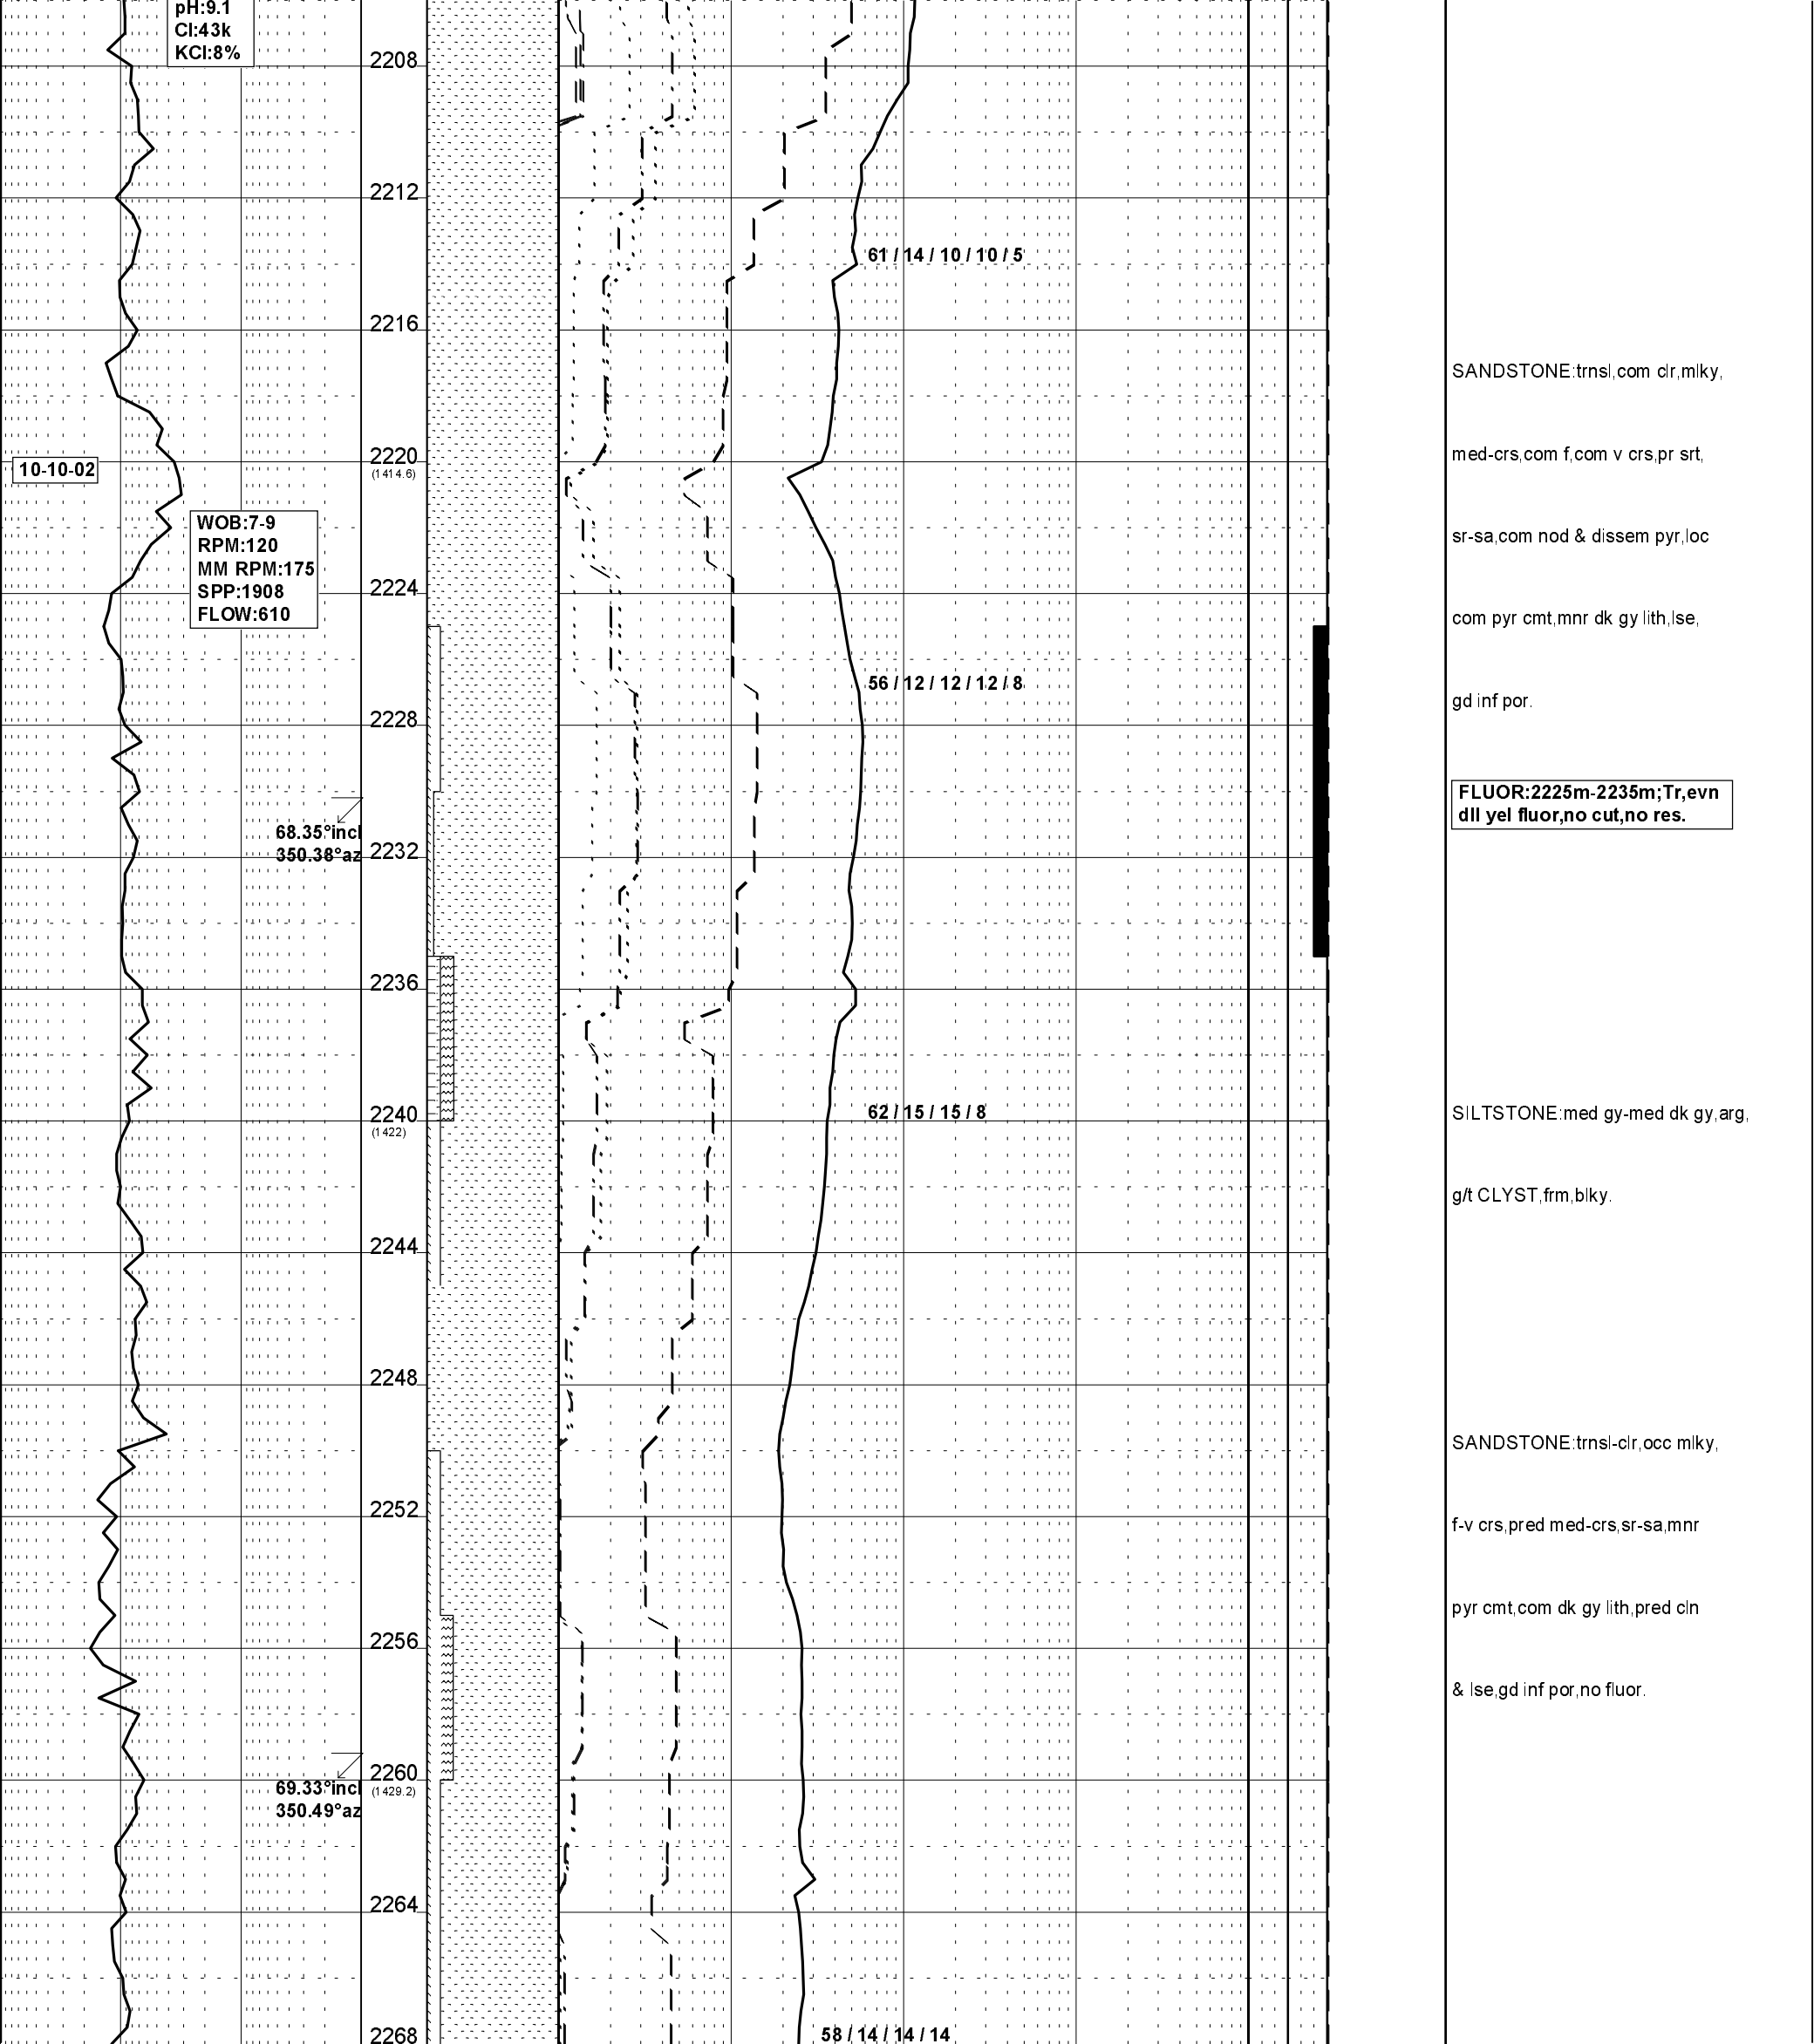 pH:9.1
Cl:43k
KCl:8%
2208
2212
61 / 14 / 10 / 10 / 5
2216
SANDSTONE:trnsl,com clr,mlky,
med-crs,com f,com v crs,pr srt,
2220
(1414.6)
10-10-02
WOB:7-9
RPM:120
MM RPM:175
SPP:1908
FLOW:610
sr-sa,com nod & dissem pyr,loc
2224
com pyr cmt,mnr dk gy lith,lse,
56 / 12 / 12 / 12 / 8
gd inf por.
2228
FLUOR:2225m-2235m;Tr,evn
dll yel fluor,no cut,no res.
68.35°incl
350.38°az
2232
2236
62 / 15 / 15 / 8
SILTSTONE:med gy-med dk gy,arg,
2240
(1422)
g/t CLYST,frm,blky.
2244
2248
SANDSTONE:trnsl-clr,occ mlky,
2252
f-v crs,pred med-crs,sr-sa,mnr
pyr cmt,com dk gy lith,pred cln
2256
& lse,gd inf por,no fluor.
2260
(1429.2)
69.33°incl
350.49°az
2264
2268
58 / 14 / 14 / 14